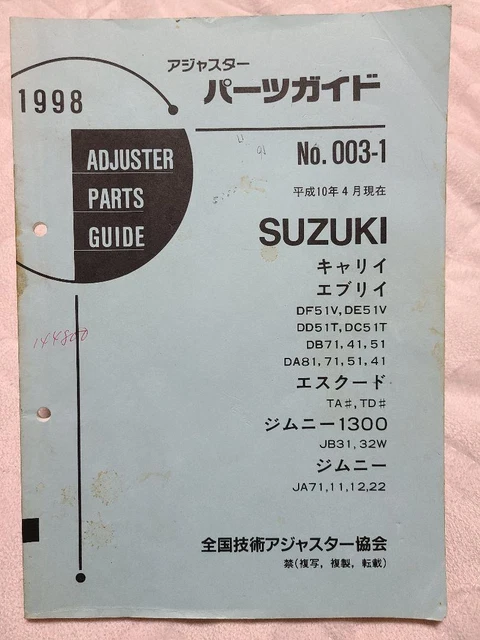 アジャスター
パーツガイド
1998
ADJUSTER
PARTS
GUIDE
No. 003-1
平成10年4月現在
SUZUKI
キャリイ
エブリイ
DF51V, DE51V
DD51T, DC51T
DB71, 41, 51
DA81, 71, 51, 41
エスクード
TA♯, TD♯
ジムニー1300
JB31, 32W
ジムニー
JA71, 11, 12, 22
144800
全国技術アジャスター協会
禁(複写, 複製, 転載)